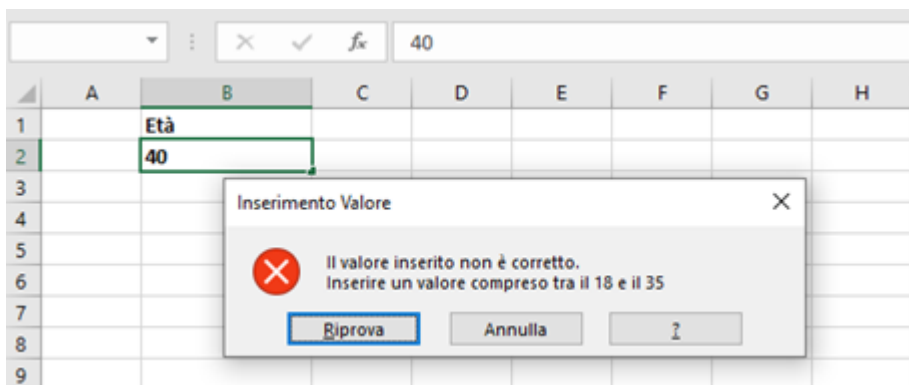 fx 40
A B C D E F G H
1 Età
2 40
3
Inserimento Valore
4
5
Il valore inserito non è corretto.
6
Inserire un valore compreso tra il 18 e il 35
7
Riprova Annulla ?
8
9